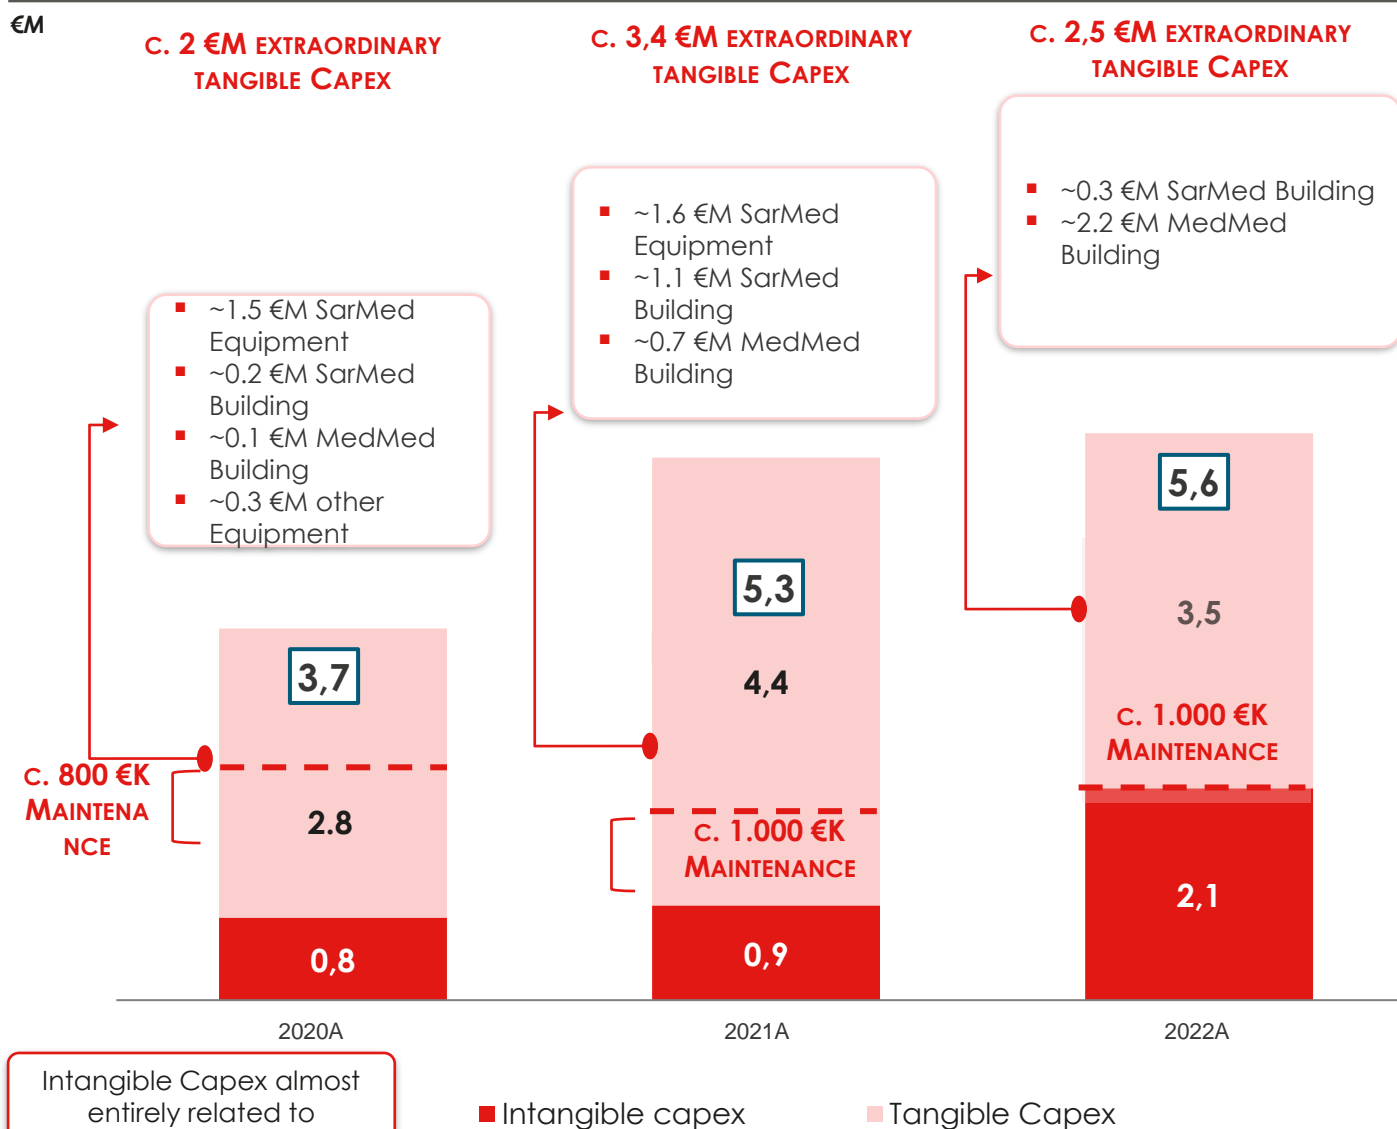 €M
c. 2 €M extraordinary
tangible Capex
c. 3,4 €M extraordinary
tangible Capex
c. 2,5 €M extraordinary
tangible Capex
▪ ~0.3 €M SarMed Building
▪ ~2.2 €M MedMed
Building
▪ ~1.6 €M SarMed
Equipment
▪ ~1.1 €M SarMed
Building
▪ ~0.7 €M MedMed
Building
▪ ~1.5 €M SarMed
Equipment
▪ ~0.2 €M SarMed
Building
▪ ~0.1 €M MedMed
Building
▪ ~0.3 €M other
Equipment
3,7
c. 800 €K
Maintena
nce
2.8
0,8
5,3
4,4
c. 1.000 €K
Maintenance
0,9
5,6
3,5
c. 1.000 €K
Maintenance
2,1
2020A
2021A
2022A
Intangible Capex almost
entirely related to
Intangible capex
Tangible Capex